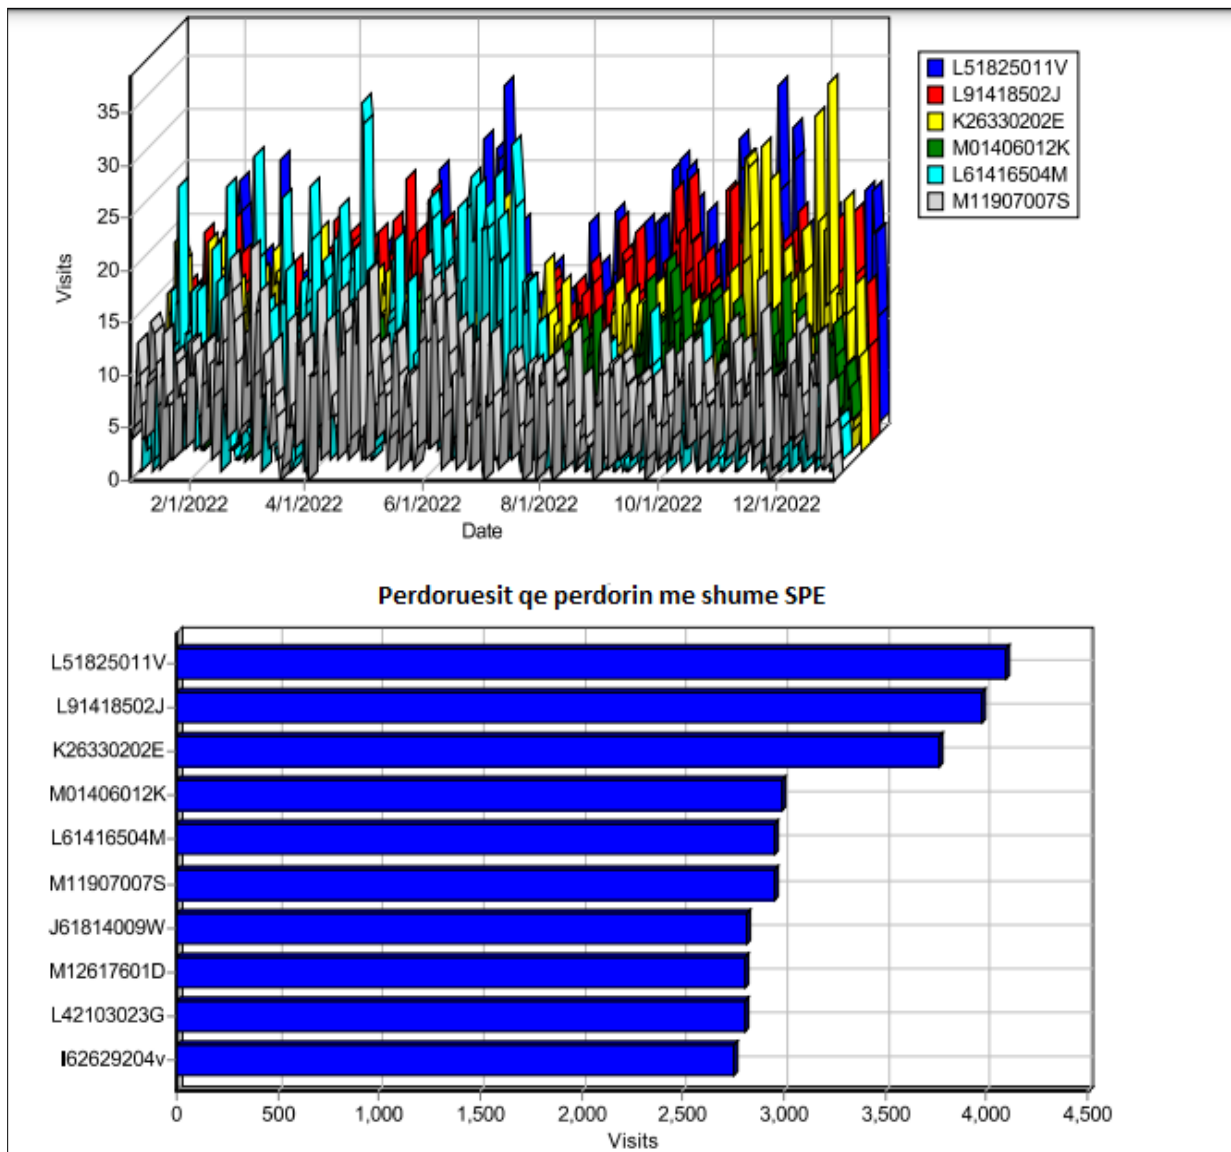 35
30
25
20
15
10
5
0
Visits
2/1/2022 4/1/2022 6/1/2022 8/1/2022 10/1/2022 12/1/2022
Date
L51825011V
L91418502J
K26330202E
M01406012K
L61416504M
M11907007S
Perdoruesit qe perdorin me shume SPE
L51825011V
L91418502J
K26330202E
M01406012K
L61416504M
M11907007S
J61814009W
M12617601D
L42103023G
I62629204v
0 500 1,000 1,500 2,000 2,500 3,000 3,500 4,000 4,500
Visits